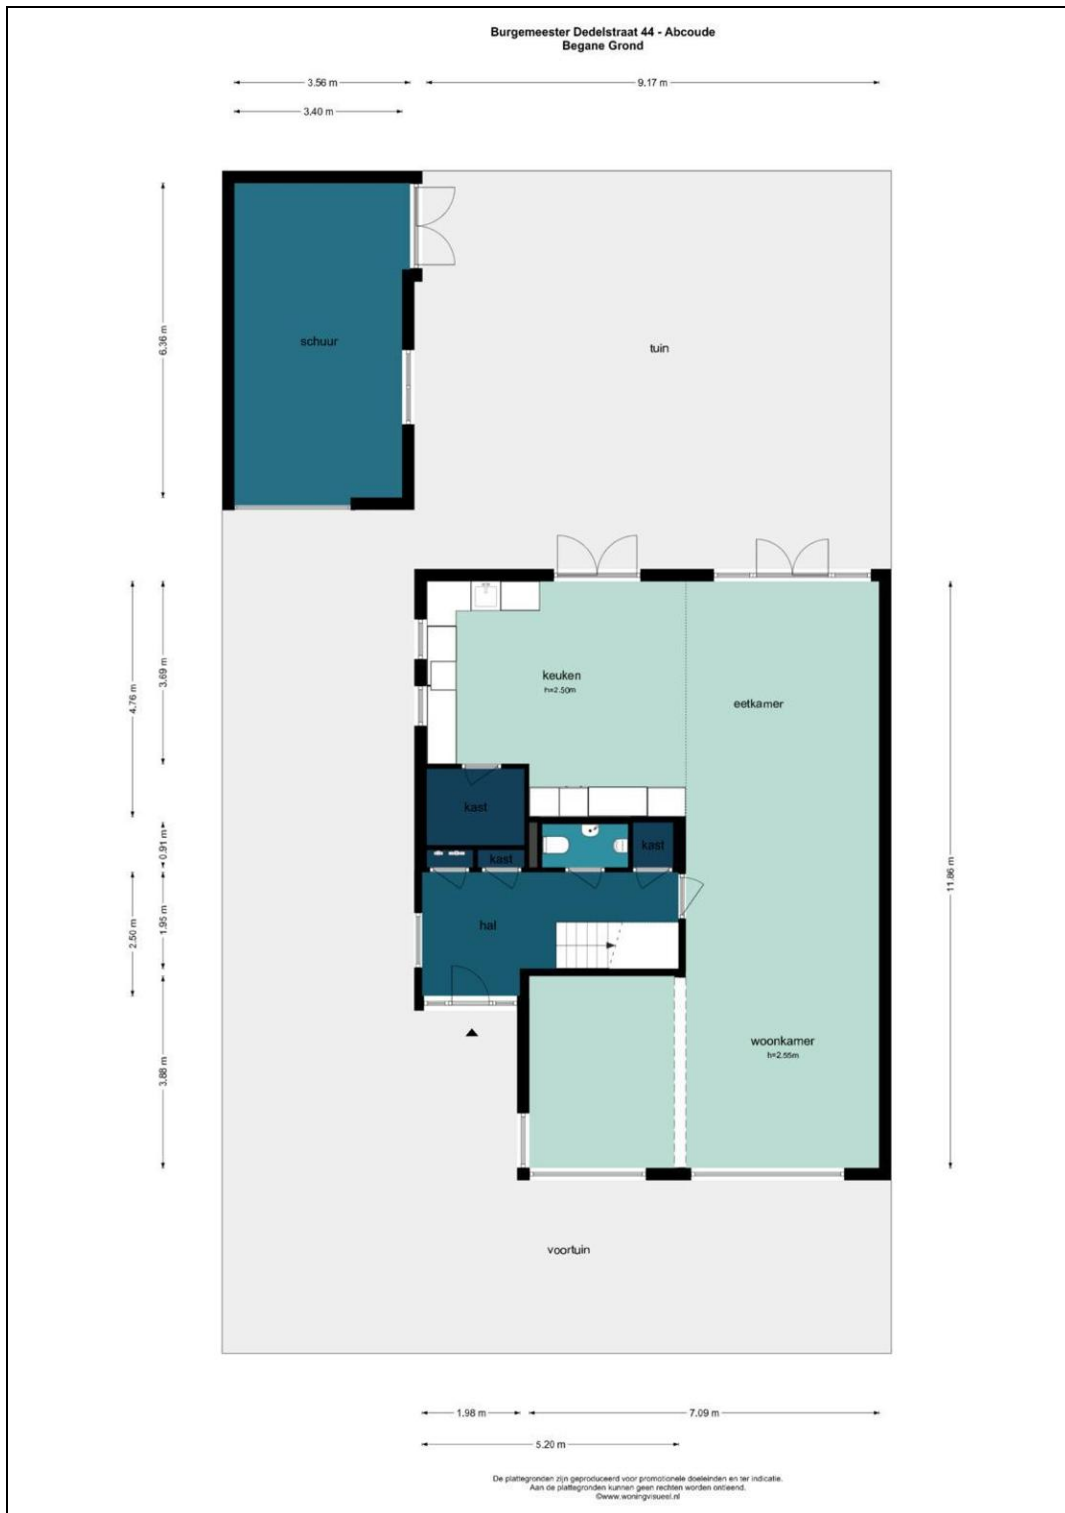 Burgemeester Dedelstraat 44 - Abcoude
Begane Grond
3.56 m
9.17 m
3.40 m
6.36 m
schuur
tuin
4.76 m
3.69 m
keuken
h=2.50m
eetkamer
kast
0.91 m
kast
kast
11.86 m
2.50 m
1.95 m
hal
3.88 m
woonkamer
h=2.55m
voortuin
1.98 m
7.09 m
5.20 m
De plattegronden zijn geproduceerd voor promotionele doeleinden en ter indicatie.
Aan de plattegronden kunnen geen rechten worden ontleend.
©www.woningvisueel.nl